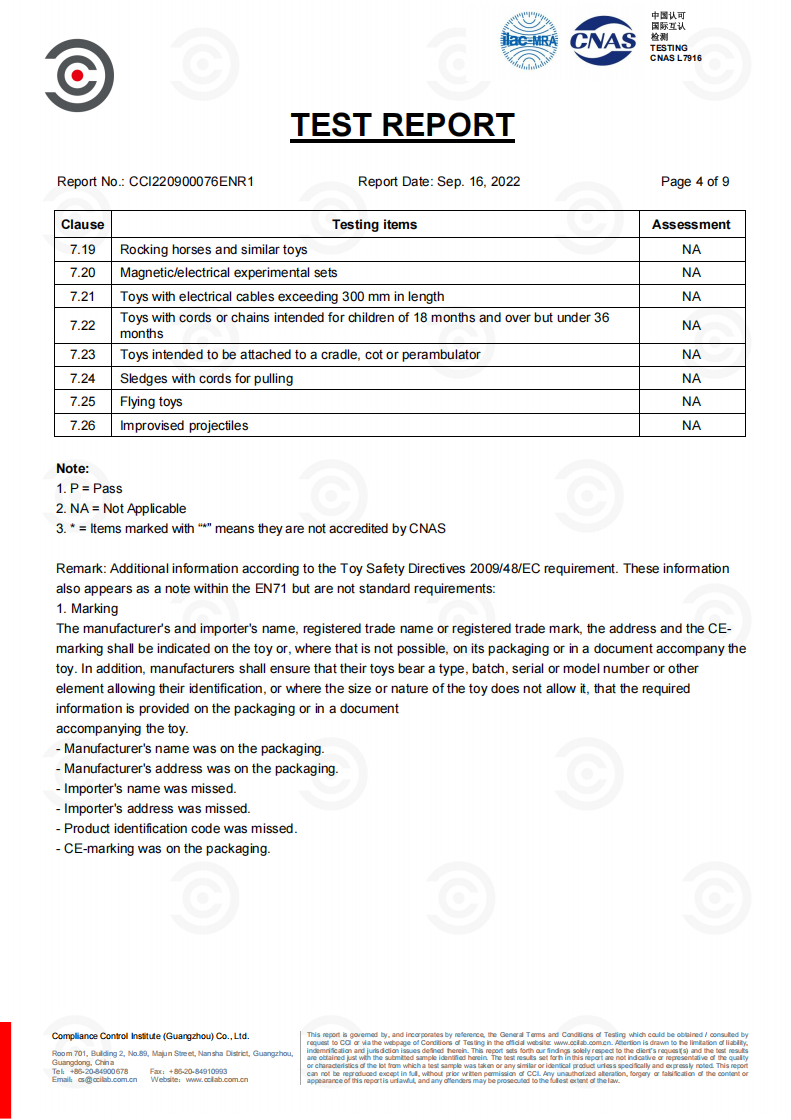 ilac-MRA
CNAS
中国认可
国际互认
检测
TESTING
CNAS L7916
TEST REPORT
Report No.: CCI220900076ENR1 Report Date: Sep. 16, 2022 Page 4 of 9
Clause Testing items Assessment
7.19 Rocking horses and similar toys NA
7.20 Magnetic/electrical experimental sets NA
7.21 Toys with electrical cables exceeding 300 mm in length NA
7.22 Toys with cords or chains intended for children of 18 months and over but under 36 NA
months
7.23 Toys intended to be attached to a cradle, cot or perambulator NA
7.24 Sledges with cords for pulling NA
7.25 Flying toys NA
7.26 Improvised projectiles NA
Note:
1. P = Pass
2. NA = Not Applicable
3. * = Items marked with “*” means they are not accredited by CNAS
Remark: Additional information according to the Toy Safety Directives 2009/48/EC requirement. These information
also appears as a note within the EN71 but are not standard requirements:
1. Marking
The manufacturer's and importer's name, registered trade name or registered trade mark, the address and the CE-
marking shall be indicated on the toy or, where that is not possible, on its packaging or in a document accompany the
toy. In addition, manufacturers shall ensure that their toys bear a type, batch, serial or model number or other
element allowing their identification, or where the size or nature of the toy does not allow it, that the required
information is provided on the packaging or in a document
accompanying the toy.
- Manufacturer's name was on the packaging.
- Manufacturer's address was on the packaging.
- Importer's name was missed.
- Importer's address was missed.
- Product identification code was missed.
- CE-marking was on the packaging.
Compliance Control Institute (Guangzhou) Co., Ltd.
Room 701, Building 2, No.89, Majun Street, Nansha District, Guangzhou,
Guangdong, China
Tel: +86-20-84900678 Fax: +86-20-84910993
Email: cs@ccilab.com.cn Website: www.ccilab.com.cn
This report is governed by, and incorporates by reference, the General Terms and Conditions of Testing which could be obtained / consulted by
request to CCI or via the webpage of Conditions of Testing in the official website: www.ccilab.com.cn. Attention is drawn to the limitation of liability,
indemnification and jurisdiction issues defined herein. This report sets forth our findings solely respect to the client's request(s) and the test results
are obtained just with the submitted sample identified herein. The test results set forth in this report are not indicative or representative of the quality
or characteristics of the lot from which a test sample was taken or any similar or identical product unless specifically and expressly noted. This report
can not be reproduced except in full, without prior written permission of CCI. Any unauthorized alteration, forgery or falsification of the content or
appearance of this report is unlawful, and any offenders may be prosecuted to the fullest extent of the law.